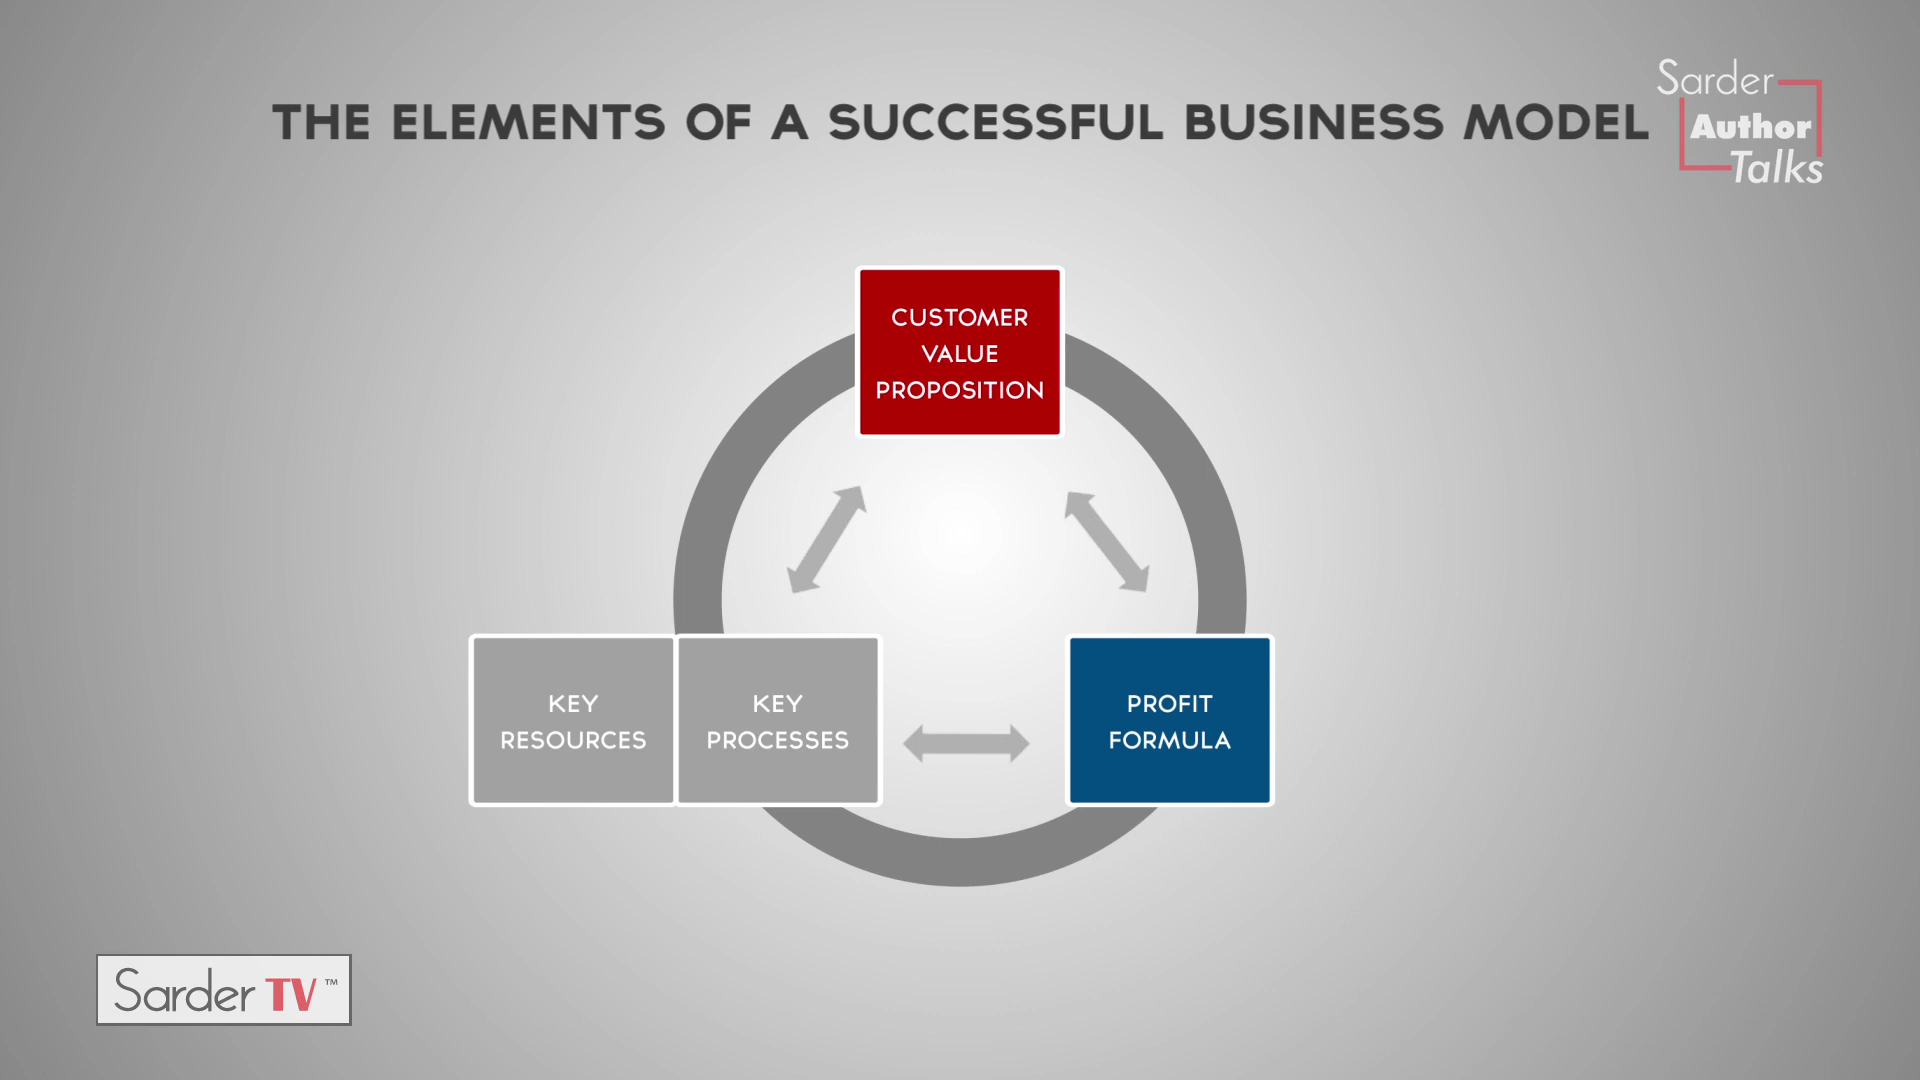 THE ELEMENTS OF A SUCCESSFUL BUSINESS MODEL
Sarder
Author
Talks
CUSTOMER
VALUE
PROPOSITION
KEY
RESOURCES
KEY
PROCESSES
PROFIT
FORMULA
Sarder TV™